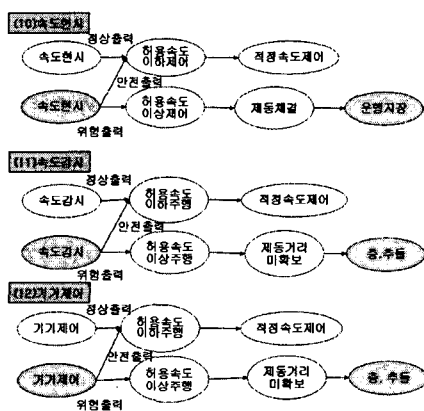 (10)속도현시
정상출력
속도현시
허용속도
이하제어
적정속도제어
안전출력
속도현시
허용속도
이상제어
제동체결
운행지장
위험출력
(11)속도감시
정상출력
속도감시
허용속도
이하주행
적정속도제어
안전출력
속도감시
허용속도
이상주행
제동거리
미확보
충.추돌
위험출력
(12)기기제어
정상출력
기기제어
허용속도
이하주행
적정속도제어
안전출력
기기제어
허용속도
이상주행
제동거리
미확보
충, 추돌
위험출력